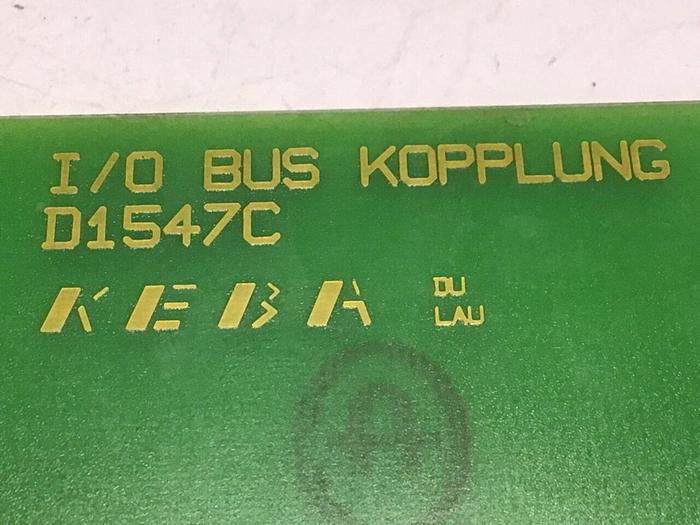 I/O BUS KOPPLUNG
D1547C
KEBA
DU
LAU
A